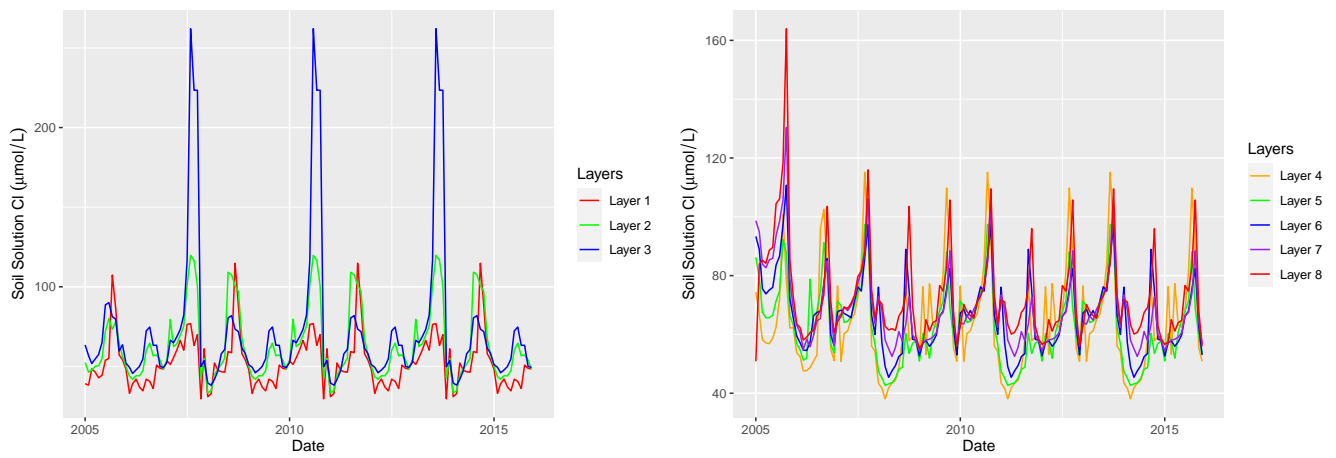 Soil Solution Cl (μmol/L)
200
100
2005
2010
2015
Date
Layers
Layer 1
Layer 2
Layer 3
Soil Solution Cl (μmol/L)
160
120
80
40
2005
2010
2015
Date
Layers
Layer 4
Layer 5
Layer 6
Layer 7
Layer 8